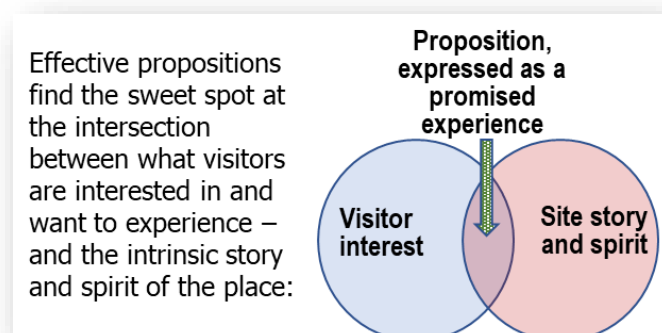 Effective propositions
find the sweet spot at
the intersection
between what visitors
are interested in and
want to experience –
and the intrinsic story
and spirit of the place:
Proposition,
expressed as a
promised
experience
Visitor
interest
Site story
and spirit